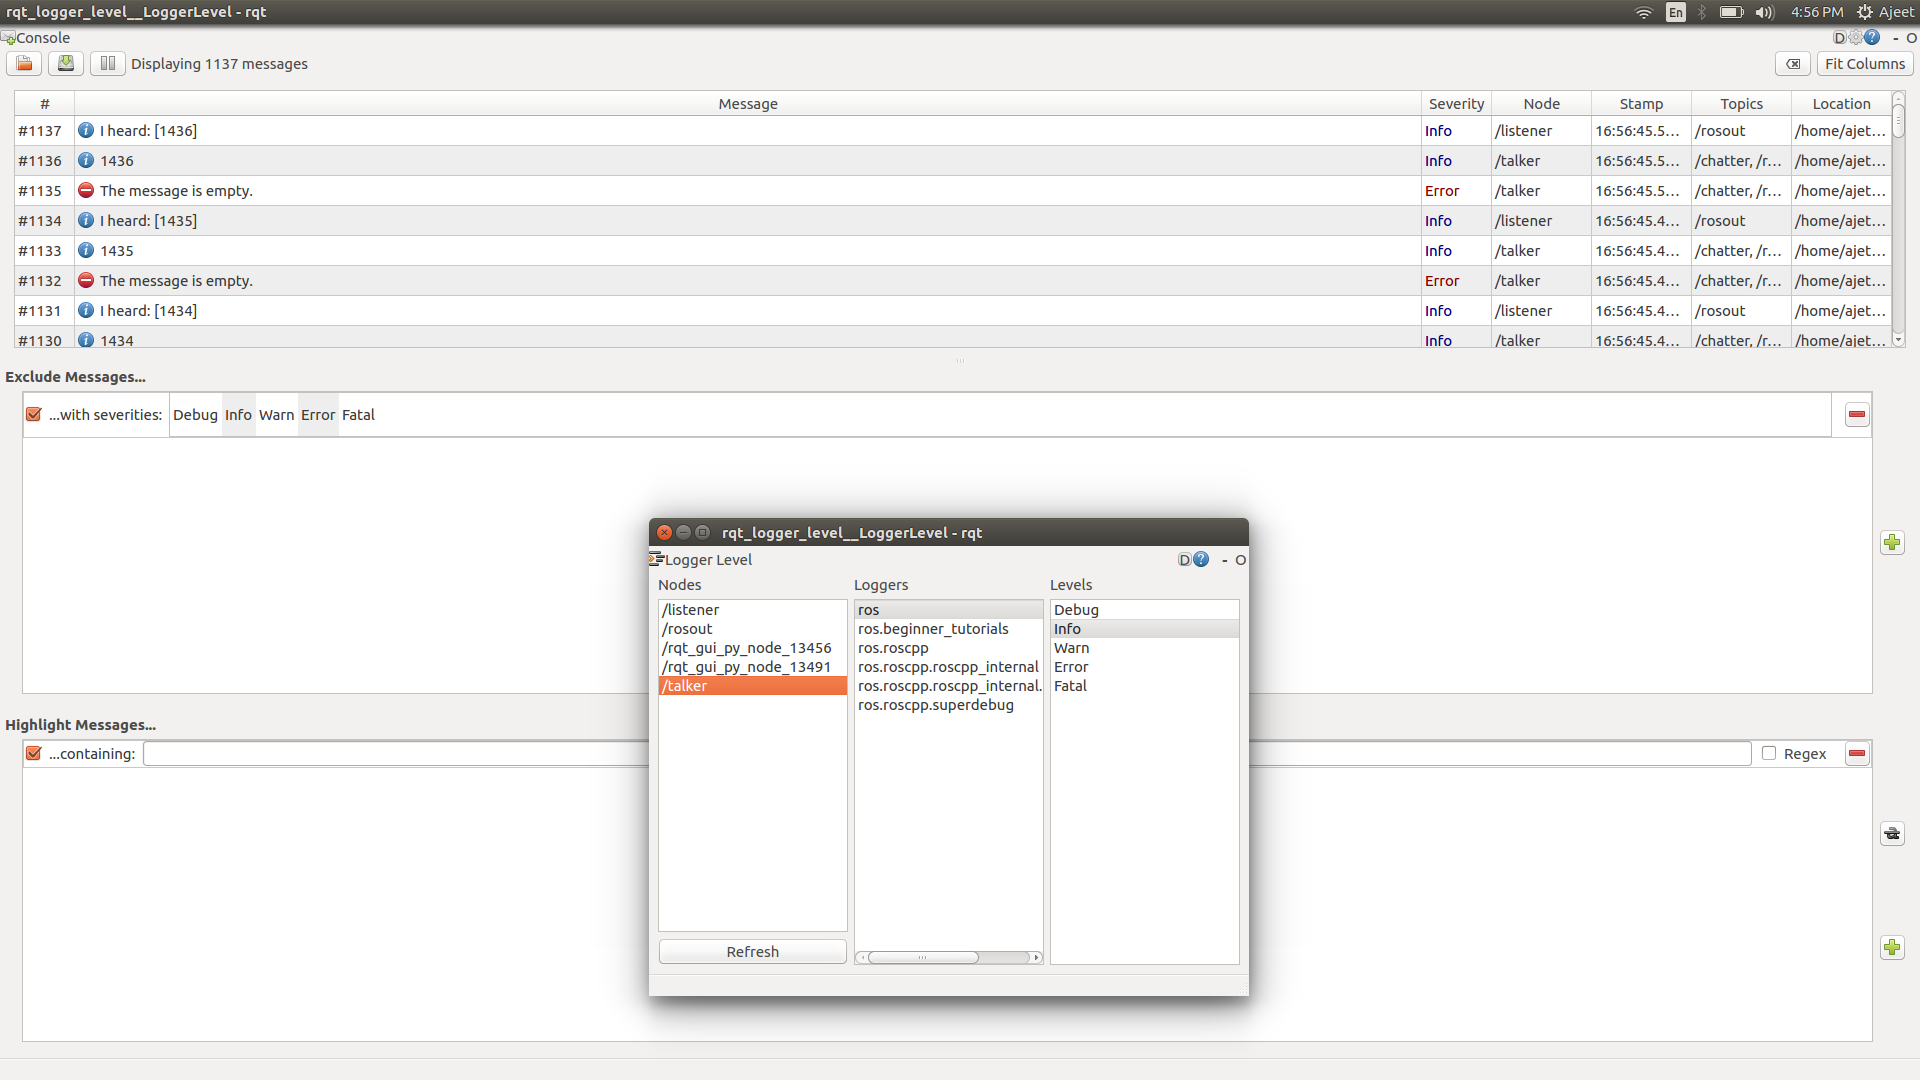 rqt_logger_level__LoggerLevel - rqt
En 4:56 PM Ajeet
Console
D ? - O
Displaying 1137 messages
Fit Columns
# Message Severity Node Stamp Topics Location
#1137 I heard: [1436] Info /listener 16:56:45.5... /rosout /home/ajet...
#1136 1436 Info /talker 16:56:45.5... /chatter, /r... /home/ajet...
#1135 The message is empty. Error /talker 16:56:45.5... /chatter, /r... /home/ajet...
#1134 I heard: [1435] Info /listener 16:56:45.4... /rosout /home/ajet...
#1133 1435 Info /talker 16:56:45.4... /chatter, /r... /home/ajet...
#1132 The message is empty. Error /talker 16:56:45.4... /chatter, /r... /home/ajet...
#1131 I heard: [1434] Info /listener 16:56:45.4... /rosout /home/ajet...
#1130 1434 Info /talker 16:56:45.4... /chatter, /r... /home/ajet...
Exclude Messages...
...with severities: Debug Info Warn Error Fatal
rqt_logger_level__LoggerLevel - rqt
Logger Level
D ? - O
Nodes
/listener
/rosout
/rqt_gui_py_node_13456
/rqt_gui_py_node_13491
/talker
Refresh
Loggers
ros
ros.beginner_tutorials
ros.roscpp
ros.roscpp.roscpp_internal
ros.roscpp.roscpp_internal.
ros.roscpp.superdebug
Levels
Debug
Info
Warn
Error
Fatal
Highlight Messages...
...containing:
Regex